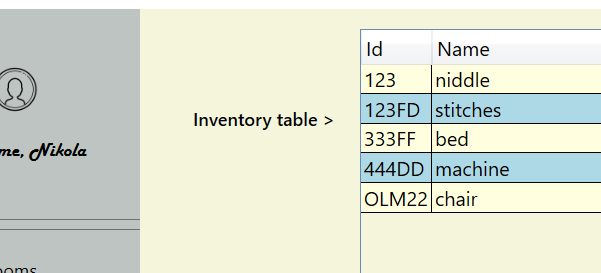 Id Name
123 niddle
123FD stitches
Inventory table >
333FF bed
me, Nikola
444DD machine
OLM22 chair
ooms